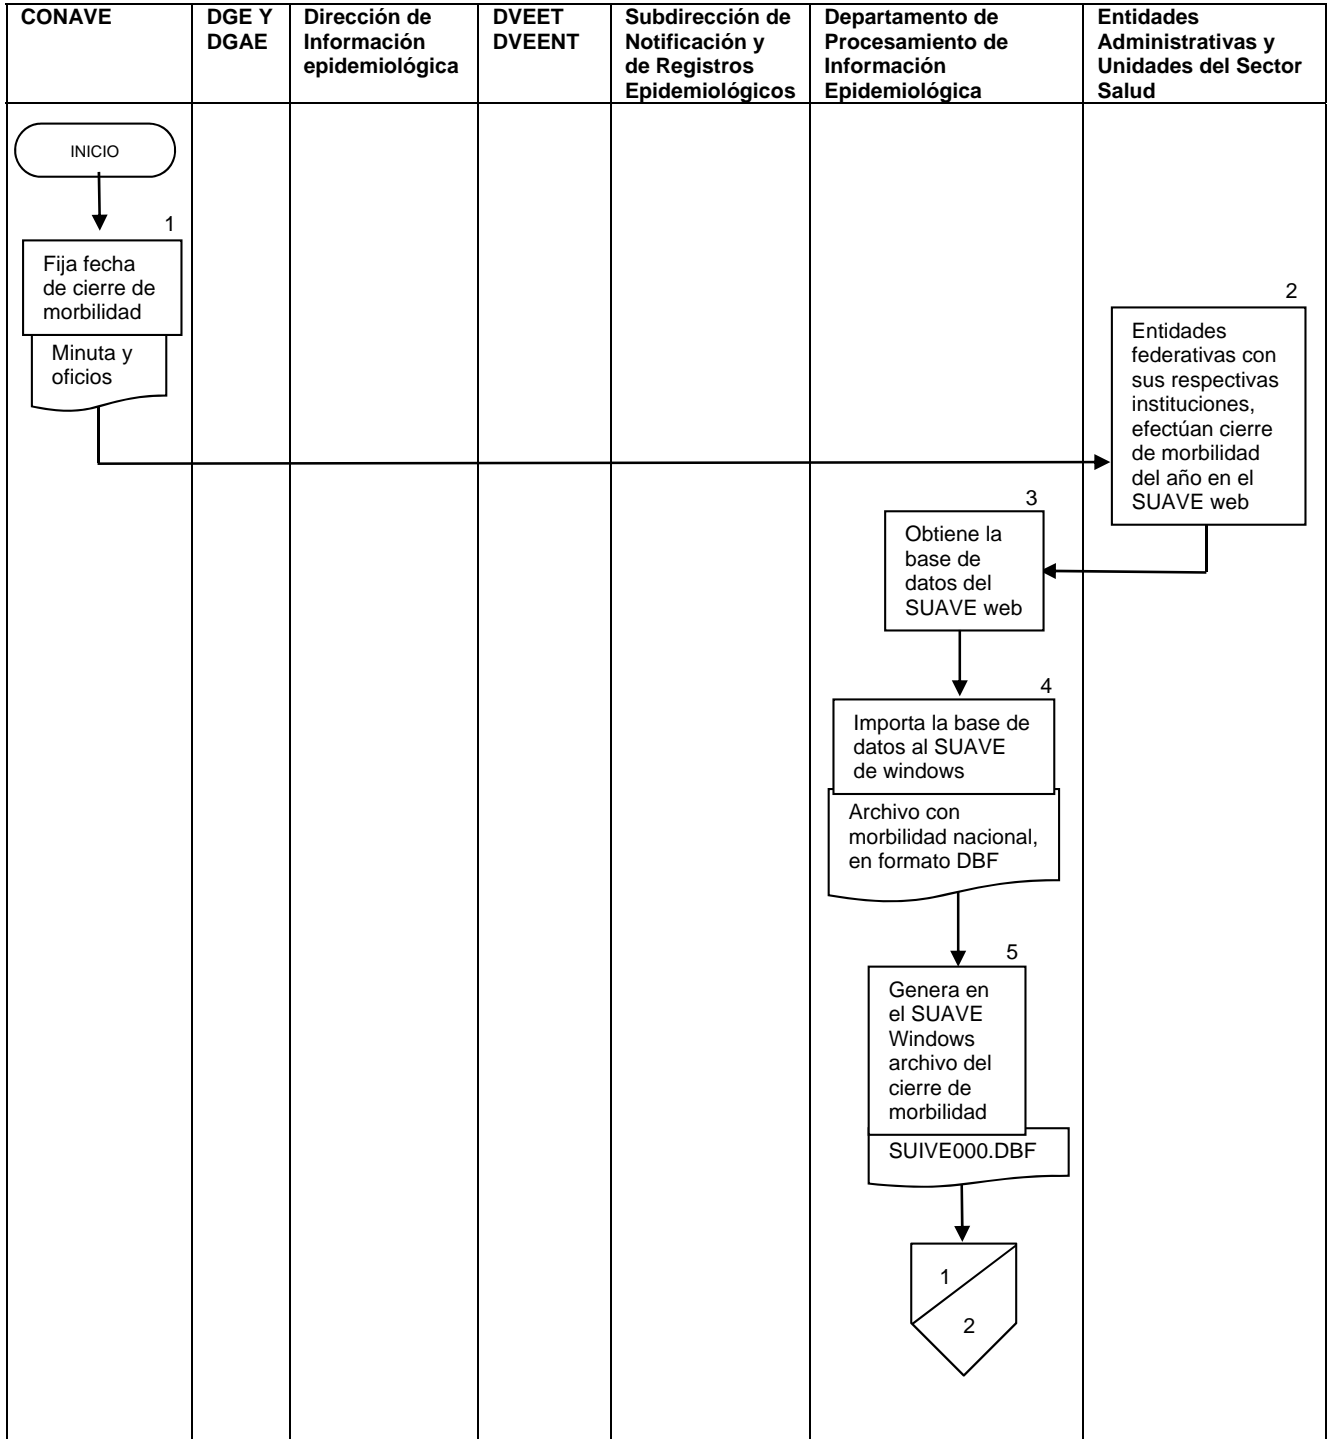 CONAVE
DGE Y
DGAE
Dirección de
Información
epidemiológica
DVEET
DVEENT
Subdirección de
Notificación y
de Registros
Epidemiológicos
Departamento de
Procesamiento de
Información
Epidemiológica
Entidades
Administrativas y
Unidades del Sector
Salud
INICIO
1
Fija fecha
de cierre de
morbilidad
Minuta y
oficios
2
Entidades
federativas con
sus respectivas
instituciones,
efectúan cierre
de morbilidad
del año en el
SUAVE web
3
Obtiene la
base de
datos del
SUAVE web
4
Importa la base de
datos al SUAVE
de windows
Archivo con
morbilidad nacional,
en formato DBF
5
Genera en
el SUAVE
Windows
archivo del
cierre de
morbilidad
SUIVE000.DBF
1
2